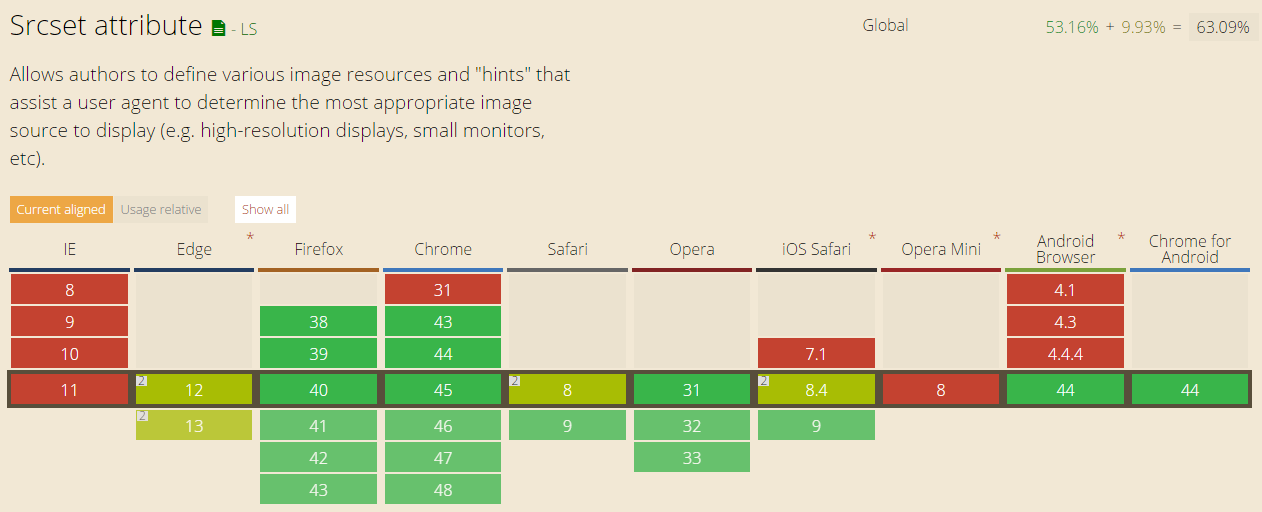 Srcset attribute - LS
Global 53.16% + 9.93% = 63.09%
Allows authors to define various image resources and "hints" that
assist a user agent to determine the most appropriate image
source to display (e.g. high-resolution displays, small monitors,
etc).
Current aligned Usage relative Show all
IE Edge * Firefox Chrome Safari Opera iOS Safari * Opera Mini * Android Browser * Chrome for Android
8 31 4.1
9 38 43 4.3
10 39 44 7.1 4.4.4
11 2 12 40 45 2 8 31 2 8.4 8 44 44
2 13 41 46 9 32 9
42 47 33
43 48